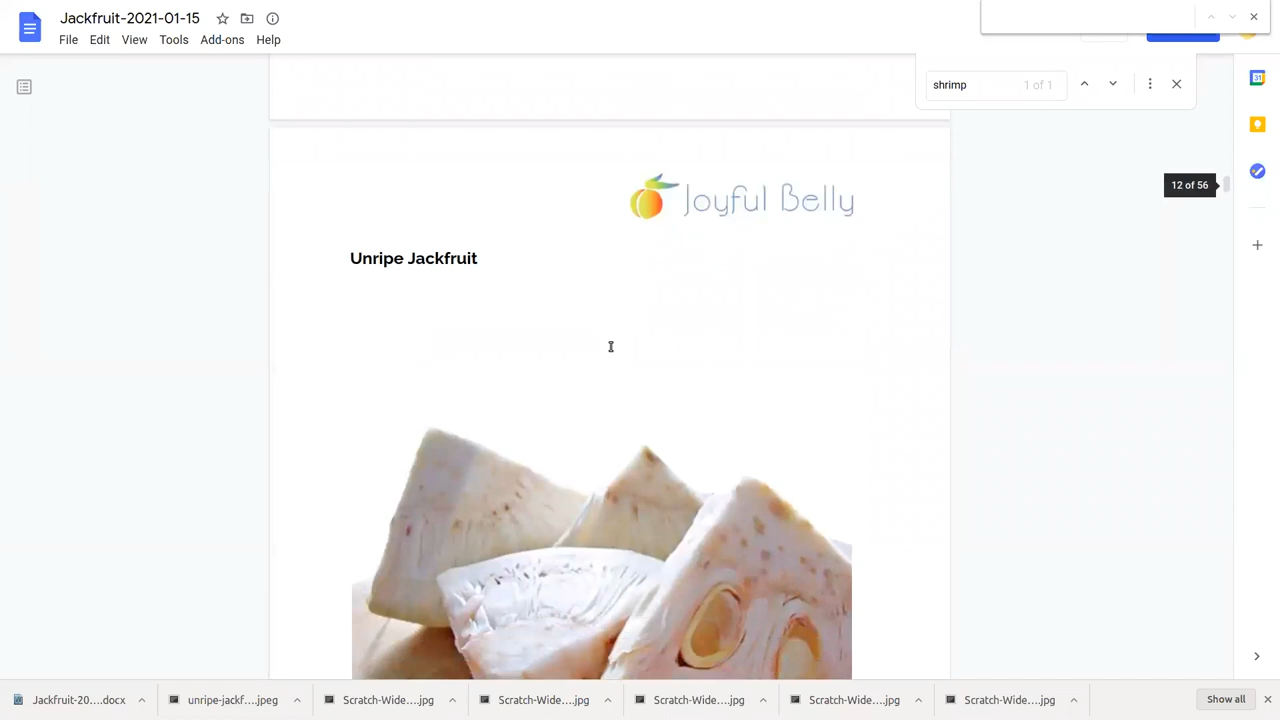 Jackfruit-2021-01-15
File Edit View Tools Add-ons Help
shrimp 1 of 1
31
12 of 56
Joyful Belly
Unripe Jackfruit
Jackfruit-20....docx
unripe-jackf....jpeg
Scratch-Wide....jpg
Scratch-Wide....jpg
Scratch-Wide....jpg
Scratch-Wide....jpg
Scratch-Wide....jpg
Show all